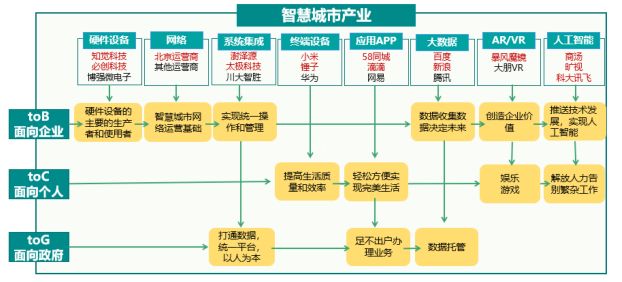 智慧城市产业
硬件设备
知觉科技
必创科技
博强微电子
网络
北京运营商
其他运营商
系统集成
澍泽源
太极科技
川大智胜
终端设备
小米
锤子
华为
应用APP
58同城
滴滴
网易
大数据
百度
新浪
腾讯
AR/VR
暴风魔镜
大朋VR
人工智能
商汤
旷视
科大讯飞
toB
面向企业
硬件设备的
主要的生产
者和使用者
智慧城市网
络运营基础
实现统一操
作和管理
数据收集数
据决定未来
创造企业价
值
推送技术发
展，实现人
工智能
toC
面向个人
提高生活质
量和效率
轻松方便实
现完美生活
娱乐
游戏
解放人力告
别繁杂工作
toG
面向政府
打通数据，
统一平台，
以人为本
足不出户办
理业务
数据托管